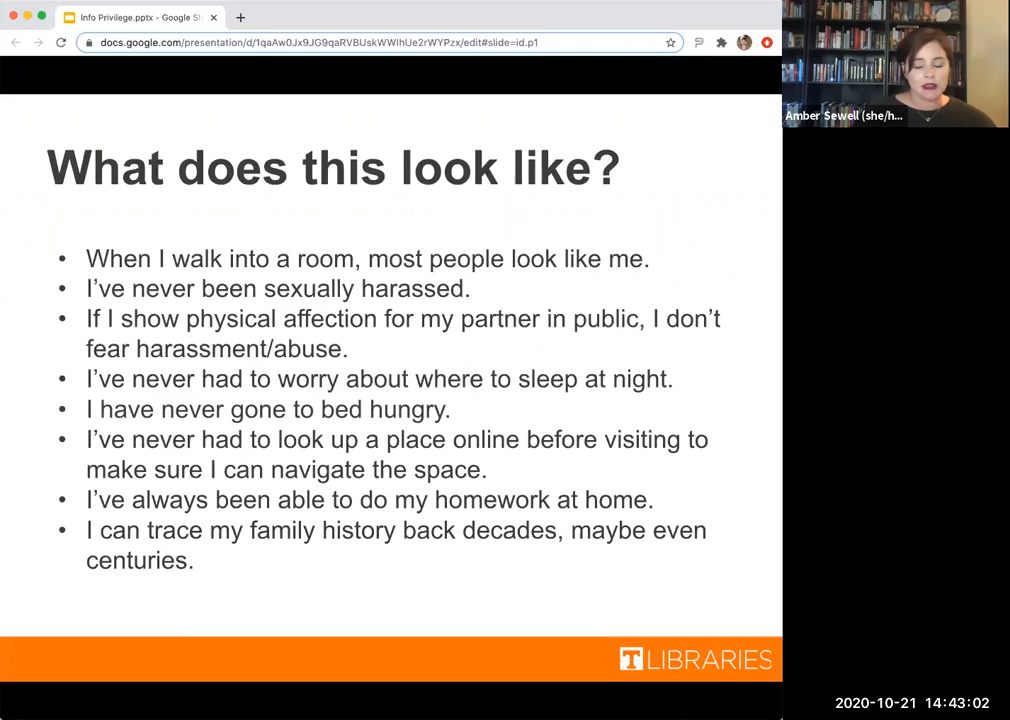 Info Privilege.pptx - Google Sli
docs.google.com/presentation/d/1qaAw0Jx9JG9qaRVBUskWWIhUe2rWYPzx/edit#slide=id.p1
Amber Sewell (she/h...
What does this look like?
• When I walk into a room, most people look like me.
• I’ve never been sexually harassed.
• If I show physical affection for my partner in public, I don’t
fear harassment/abuse.
• I’ve never had to worry about where to sleep at night.
• I have never gone to bed hungry.
• I’ve never had to look up a place online before visiting to
make sure I can navigate the space.
• I’ve always been able to do my homework at home.
• I can trace my family history back decades, maybe even
centuries.
T LIBRARIES
2020-10-21 14:43:02